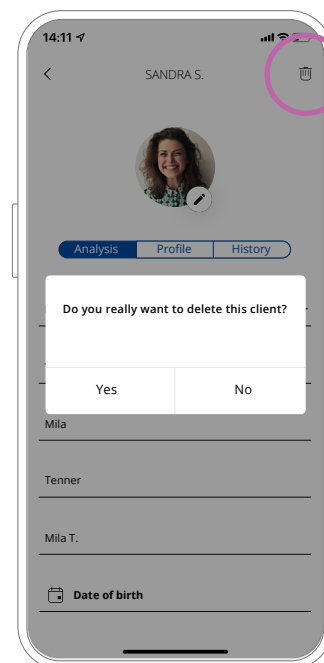 14:11
SANDRA S.
Analysis Profile History
Do you really want to delete this client?
Yes No
Mila
Tenner
Mila T.
Date of birth